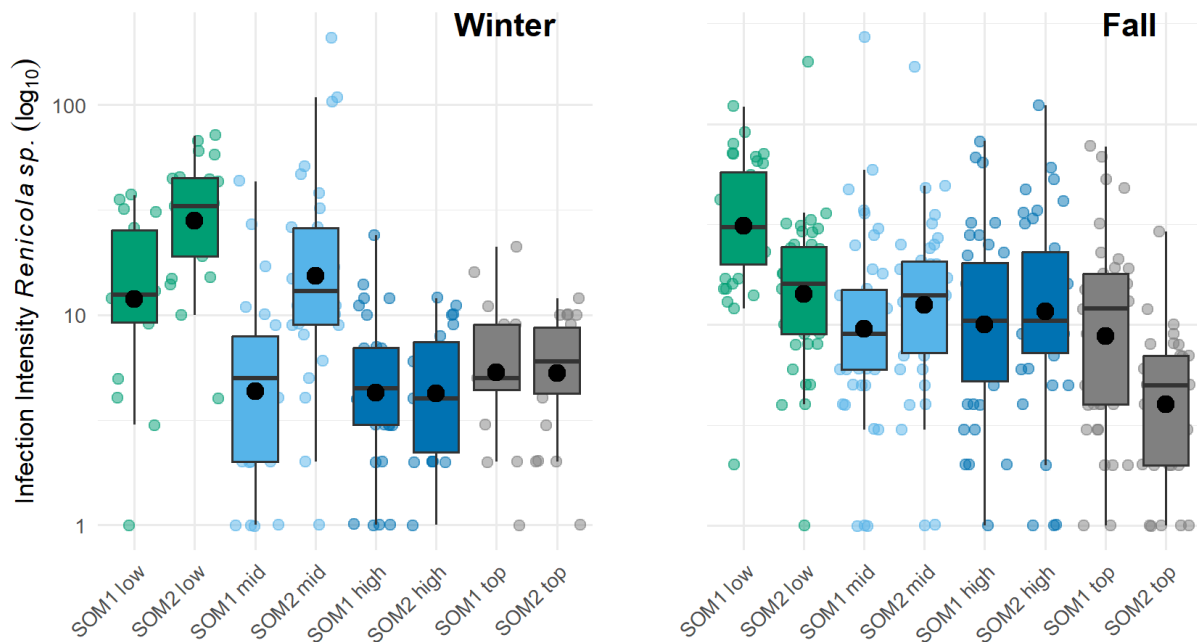 Winter
Fall
Infection Intensity Renicola sp. (log₁₀)
100
10
1
SOM1 low
SOM2 low
SOM1 mid
SOM2 mid
SOM1 high
SOM2 high
SOM1 top
SOM2 top
SOM1 low
SOM2 low
SOM1 mid
SOM2 mid
SOM1 high
SOM2 high
SOM1 top
SOM2 top